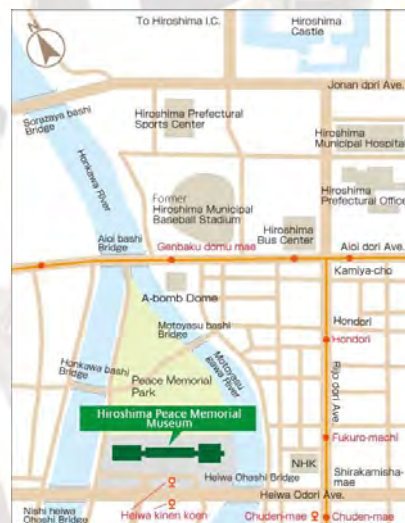 To Hiroshima I.C.
Hiroshima
Castle
Jonan dori Ave.
Sorazaya bashi
Bridge
Hiroshima Prefectural
Sports Center
Hiroshima
Municipal Hospital
Honkawa River
Former
Hiroshima Municipal
Baseball Stadium
Hiroshima
Prefectural Office
Hiroshima
Bus Center
Aioi bashi
Bridge
Genbaku domu mae
Aioi dori Ave.
Kamiya-cho
A-bomb Dome
Motoyasu bashi
Bridge
Hondori
Hondori
Honkawa bashi
Bridge
Motoyasu
gawa River
Peace Memorial
Park
Rijo dori Ave.
Hiroshima Peace Memorial
Museum
Fukuro-machi
NHK
Shirakamisha-
mae
Heiwa Ohashi Bridge
Heiwa Odori Ave.
Nishi heiwa
Ohashi Bridge
Heiwa kinen koen
Chuden-mae
Chuden-mae